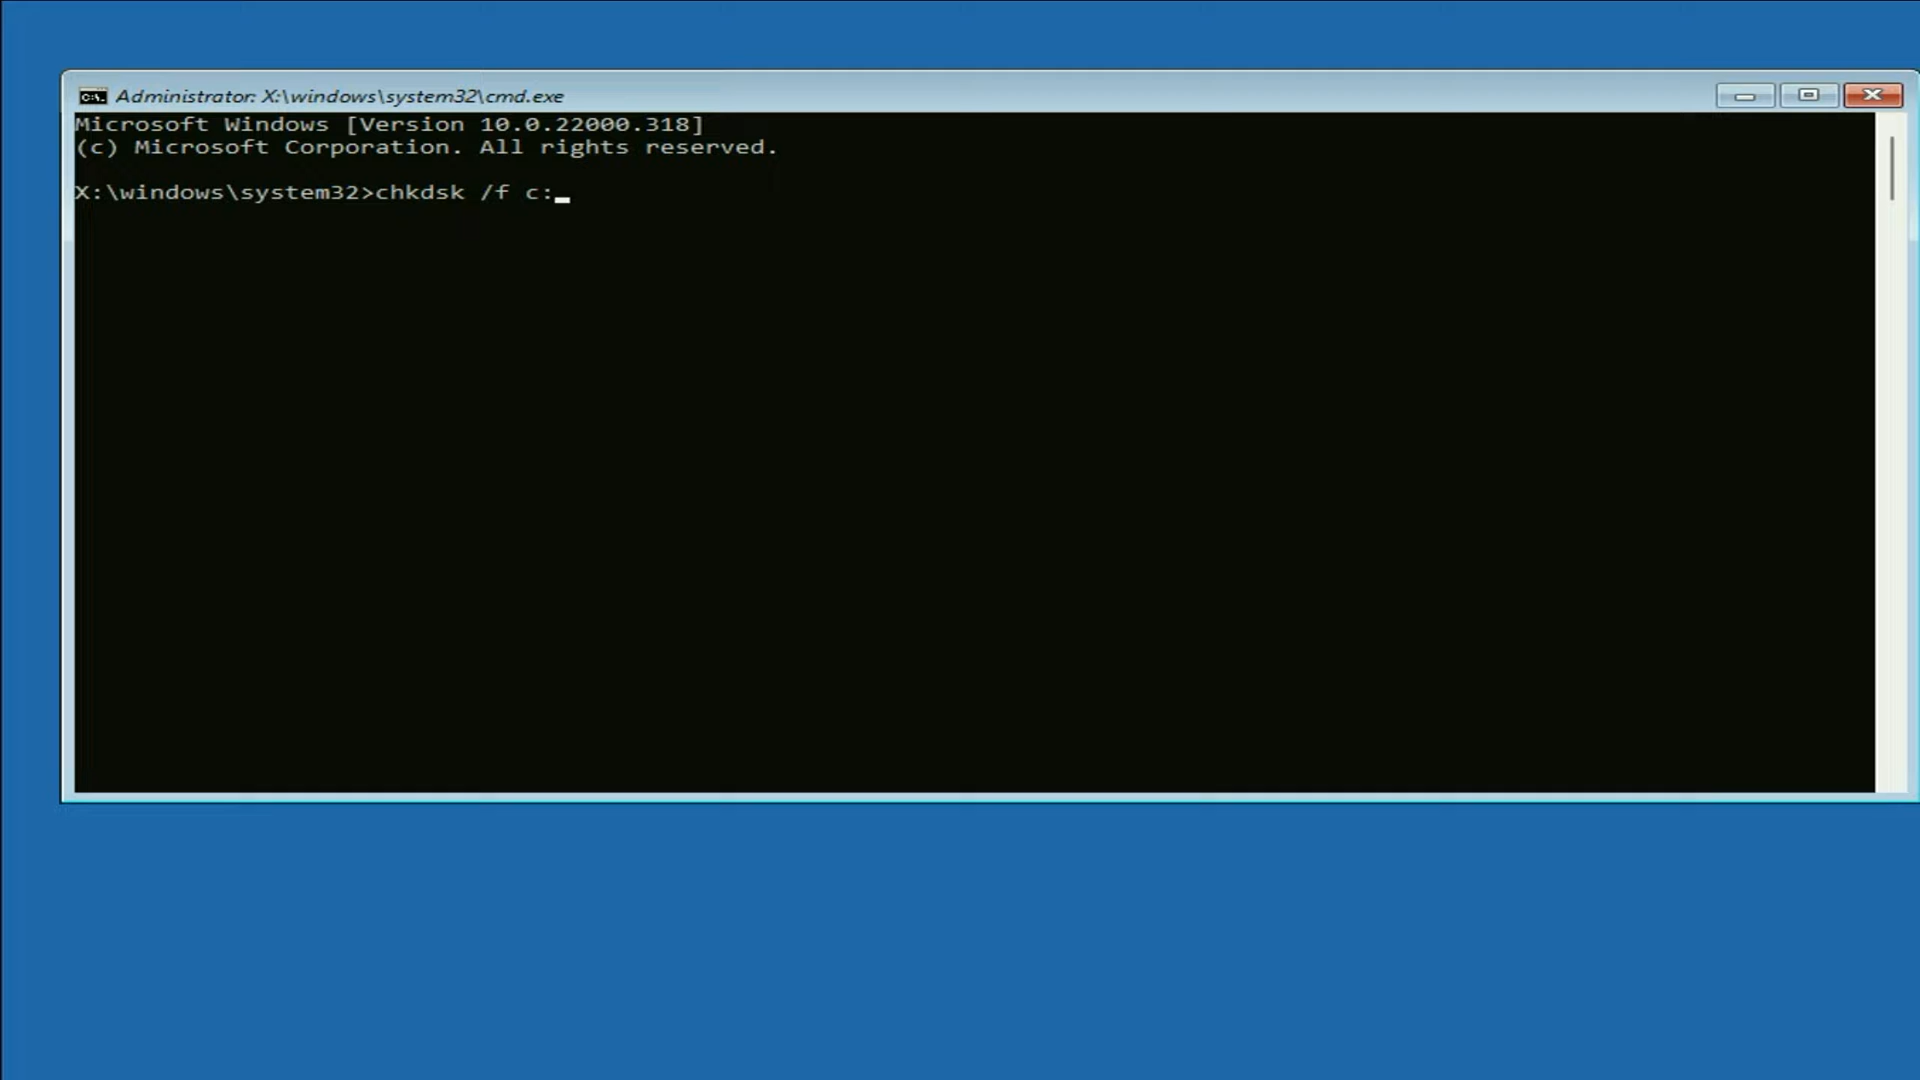 Administrator: X:\windows\system32\cmd.exe
Microsoft Windows [Version 10.0.22000.318]
(c) Microsoft Corporation. All rights reserved.
X:\windows\system32>chkdsk /f c: